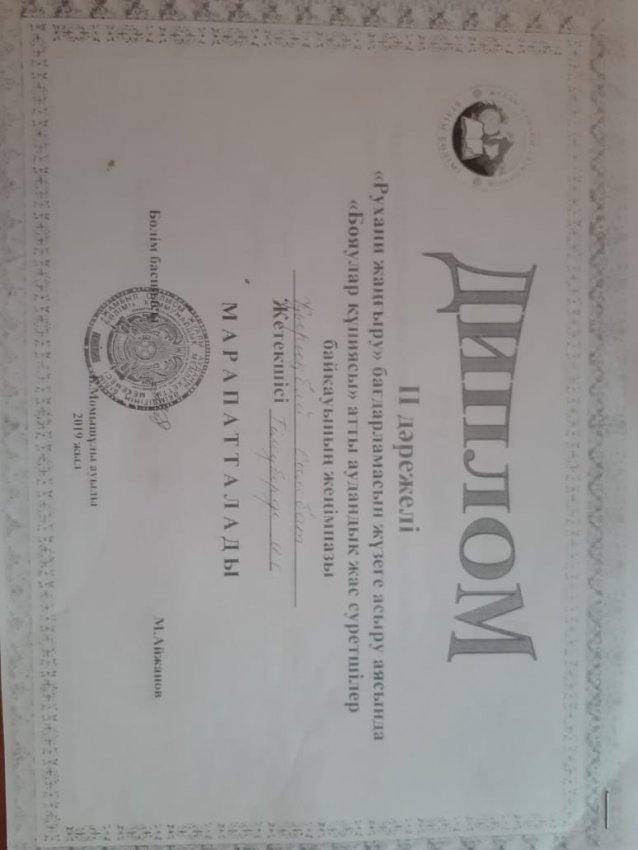 ДИПЛОМ
ІІ дәрежелі
«Рухани жаңғыру» бағдарламасын жүзеге асыру аясында
«Бояулар құпиясы» атты аудандық жас суретшілер
байқауының жеңімпазы
Жетекшісі
МАРАПАТТАЛАДЫ
Бөлім басшысы М.Айжанов
Б.Момышұлы ауылы
2019 жыл